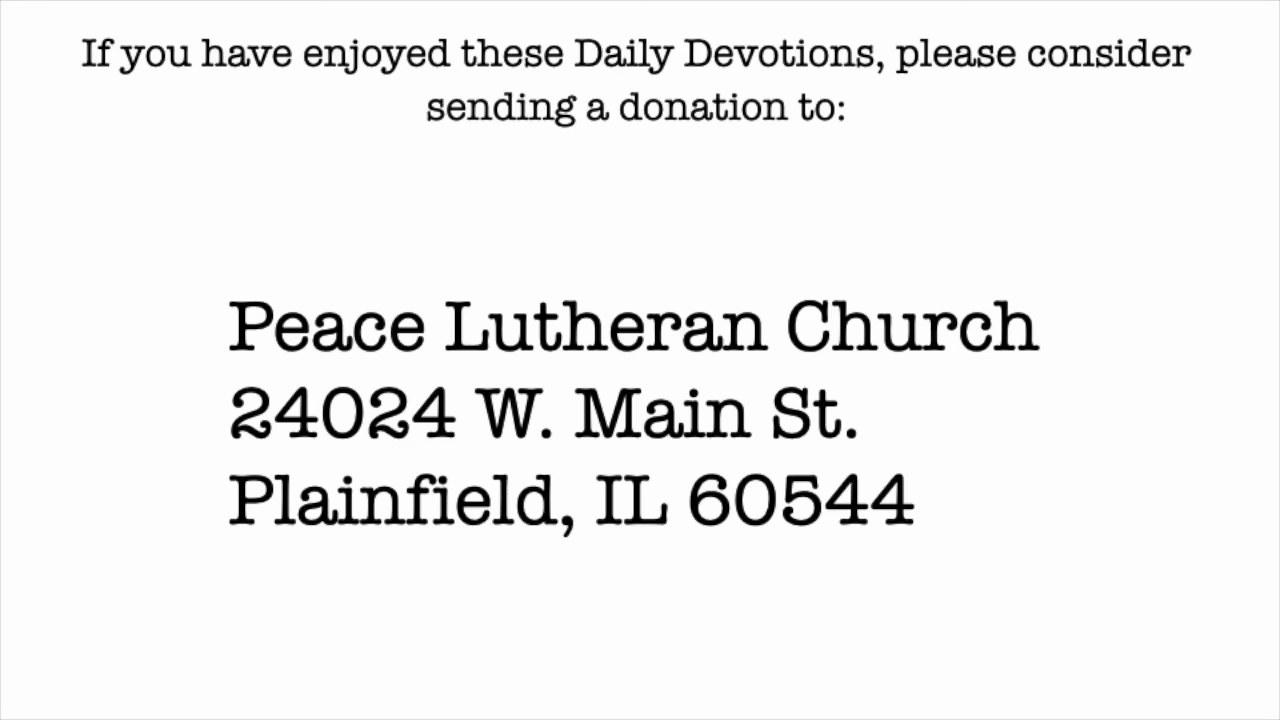 If you have enjoyed these Daily Devotions, please consider
sending a donation to:
Peace Lutheran Church
24024 W. Main St.
Plainfield, IL 60544